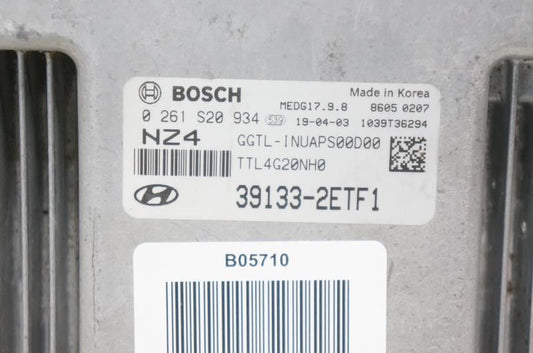 BOSCH
Made in Korea
MEDG17.9.8 8605 0207
0 261 S20 934 539 19-04-03 1039T36294
NZ4 GGTL-INUAPS00D00
TTL4G20NH0
39133-2ETF1
B05710